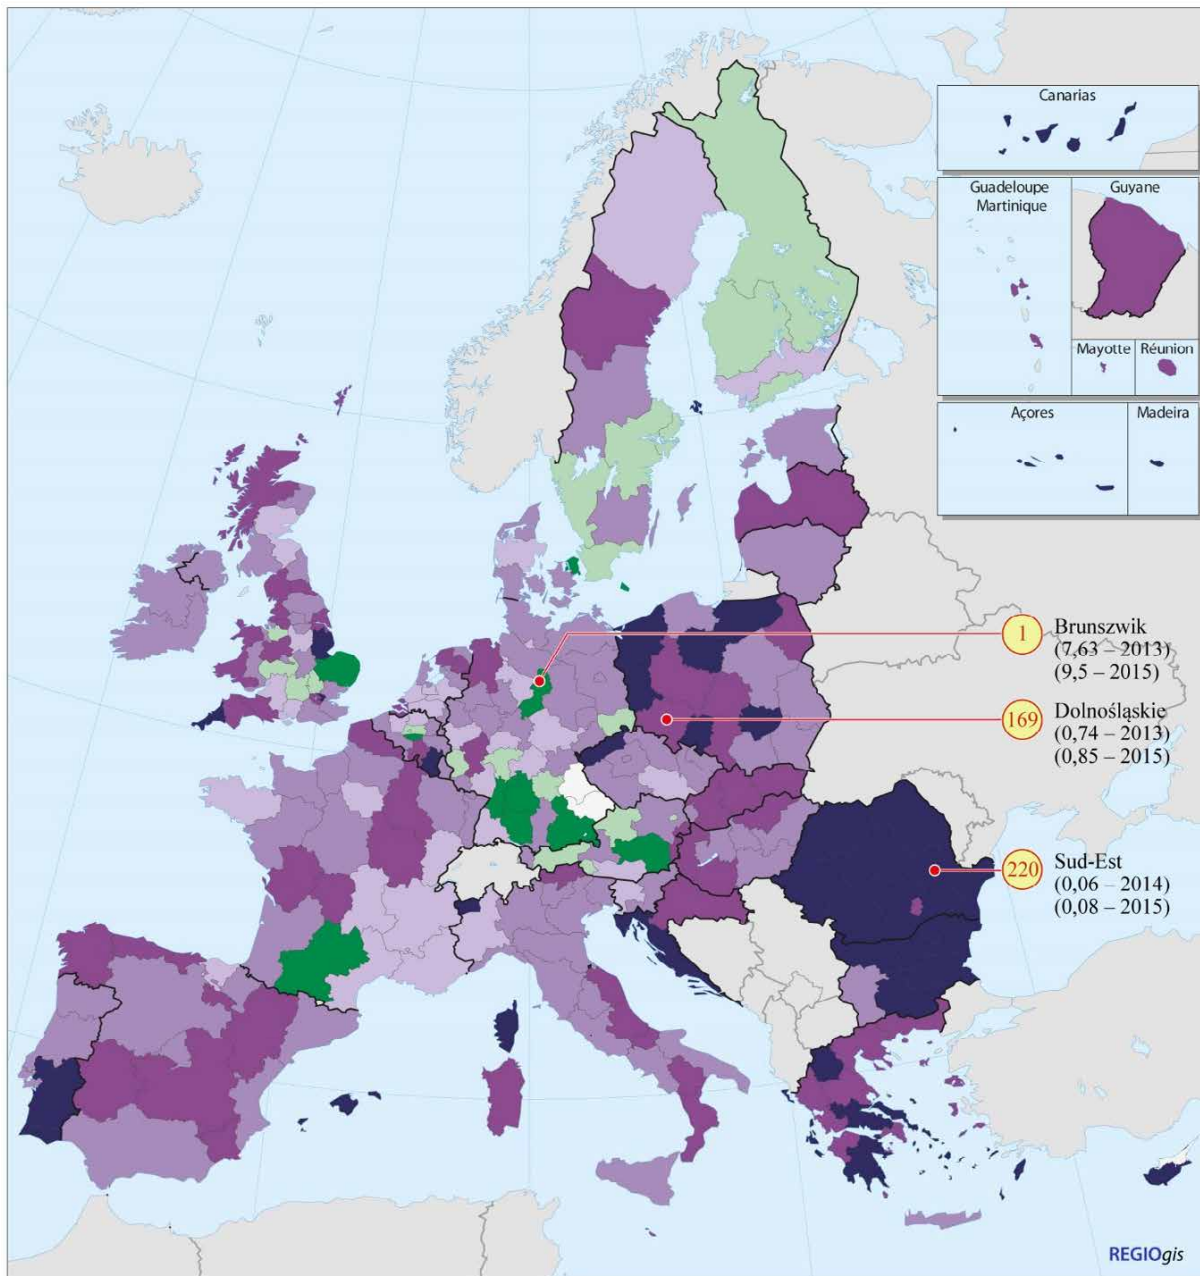 Canarias
Guadeloupe
Martinique
Guyane
Mayotte
Réunion
Açores
Madeira
1
Brunszwik
(7,63 – 2013)
(9,5 – 2015)
169
Dolnośląskie
(0,74 – 2013)
(0,85 – 2015)
220
Sud-Est
(0,06 – 2014)
(0,08 – 2015)
REGIOgis